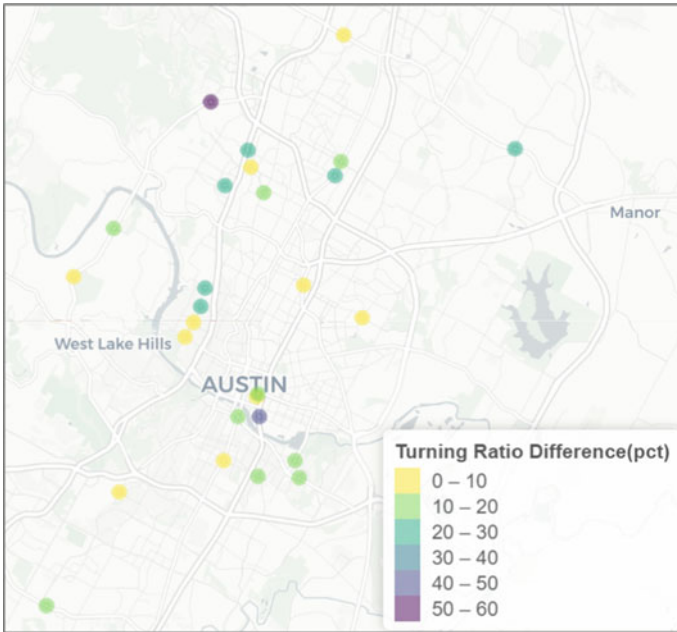 Manor
West Lake Hills
AUSTIN
Turning Ratio Difference(pct)
0 – 10
10 – 20
20 – 30
30 – 40
40 – 50
50 – 60